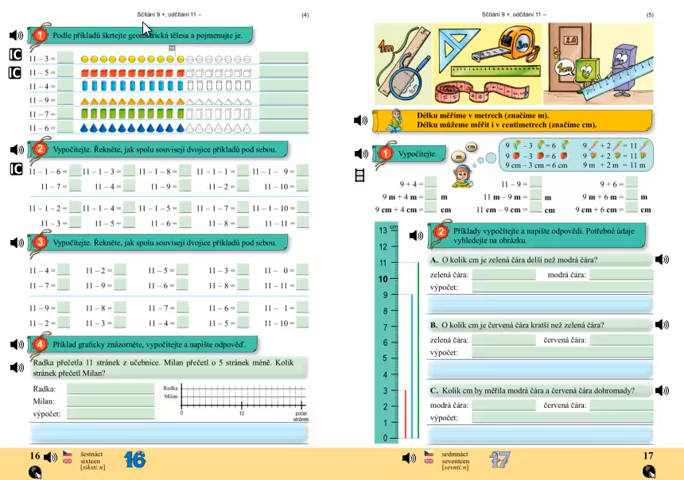 Sčítání 9 +, odčítání 11 –
(4)
1 Podle příkladů škrtejte geometrická tělesa a pojmenujte je.
11 – 3 =
11 – 5 =
11 – 4 =
11 – 9 =
11 – 7 =
11 – 6 =
2 Vypočítejte. Řekněte, jak spolu souvisejí dvojice příkladů pod sebou.
11 – 1 – 6 = 11 – 1 – 3 = 11 – 1 – 8 = 11 – 1 – 1 = 11 – 1 – 9 =
11 – 7 = 11 – 4 = 11 – 9 = 11 – 2 = 11 – 10 =
11 – 1 – 2 = 11 – 1 – 4 = 11 – 1 – 5 = 11 – 1 – 7 = 11 – 1 – 10 =
11 – 3 = 11 – 5 = 11 – 6 = 11 – 8 = 11 – 11 =
3 Vypočítejte. Řekněte, jak spolu souvisejí dvojice příkladů pod sebou.
11 – 4 = 11 – 2 = 11 – 5 = 11 – 3 = 11 – 0 =
11 – 7 = 11 – 9 = 11 – 6 = 11 – 8 = 11 – 11 =
11 – 9 = 11 – 8 = 11 – 7 = 11 – 6 = 11 – 1 =
11 – 2 = 11 – 3 = 11 – 4 = 11 – 5 = 11 – 10 =
4 Příklad graficky znázorněte, vypočítejte a napište odpověď.
Radka přečetla 11 stránek z učebnice. Milan přečetl o 5 stránek méně. Kolik
stránek přečetl Milan?
Radka:
Milan:
výpočet:
Radka
Milan
0 10 počet
stránek
16
šestnáct
sixteen
[siksti:n]
16
Sčítání 9 +, odčítání 11 –
(5)
1m
1m
Délku měříme v metrech (značíme m).
Délku můžeme měřit i v centimetrech (značíme cm).
1 Vypočítejte.
m
cm
9 – 3 = 6
9 – 3 = 6
9 cm – 3 cm = 6 cm
9 + 2 = 11
9 + 2 = 11
9 m + 2 m = 11 m
9 + 4 = 11 – 9 = 9 + 6 =
9 m + 4 m = m 11 m – 9 m = m 9 m + 6 m = m
9 cm + 4 cm = cm 11 cm – 9 cm = cm 9 cm + 6 cm = cm
13 cm
12
11
10
9
8
7
6
5
4
3
2
1
0
2 Příklady vypočítejte a napište odpovědi. Potřebné údaje
vyhledejte na obrázku.
A. O kolik cm je zelená čára delší než modrá čára?
zelená čára: modrá čára:
výpočet:
B. O kolik cm je červená čára kratší než zelená čára?
zelená čára: červená čára:
výpočet:
C. Kolik cm by měřila modrá čára a červená čára dohromady?
modrá čára: červená čára:
výpočet:
sedmnáct
seventeen
[sevnti:n]
17
17